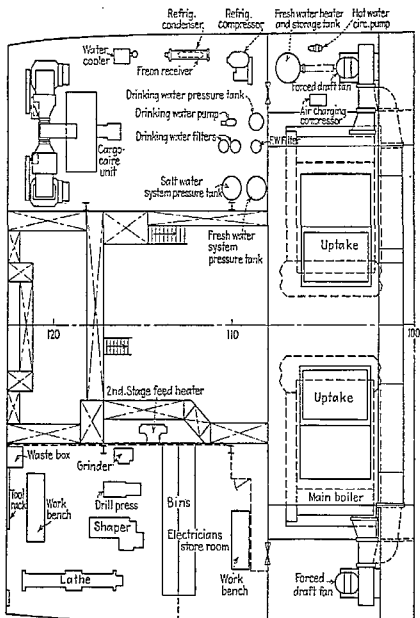 Refrig.
condenser
Refrig.
compressor
Fresh water heater
and storage tank
Hot water
circ. pump
Water
cooler
Freon receiver
Forced draft fan
Drinking water pressure tank
Air charging
compressor
Drinking water pump
Drinking water filters
F.W. Filter
Cargo-
caire
unit
Salt water
system pressure tank
Fresh water
system
pressure tank
Uptake
120
110
100
2nd. Stage feed heater
Uptake
Waste box
Grinder
Tool
rack
Work
bench
Drill press
Shaper
Bins
Main boiler
Electricians
store room
Lathe
Work
bench
Forced
draft fan